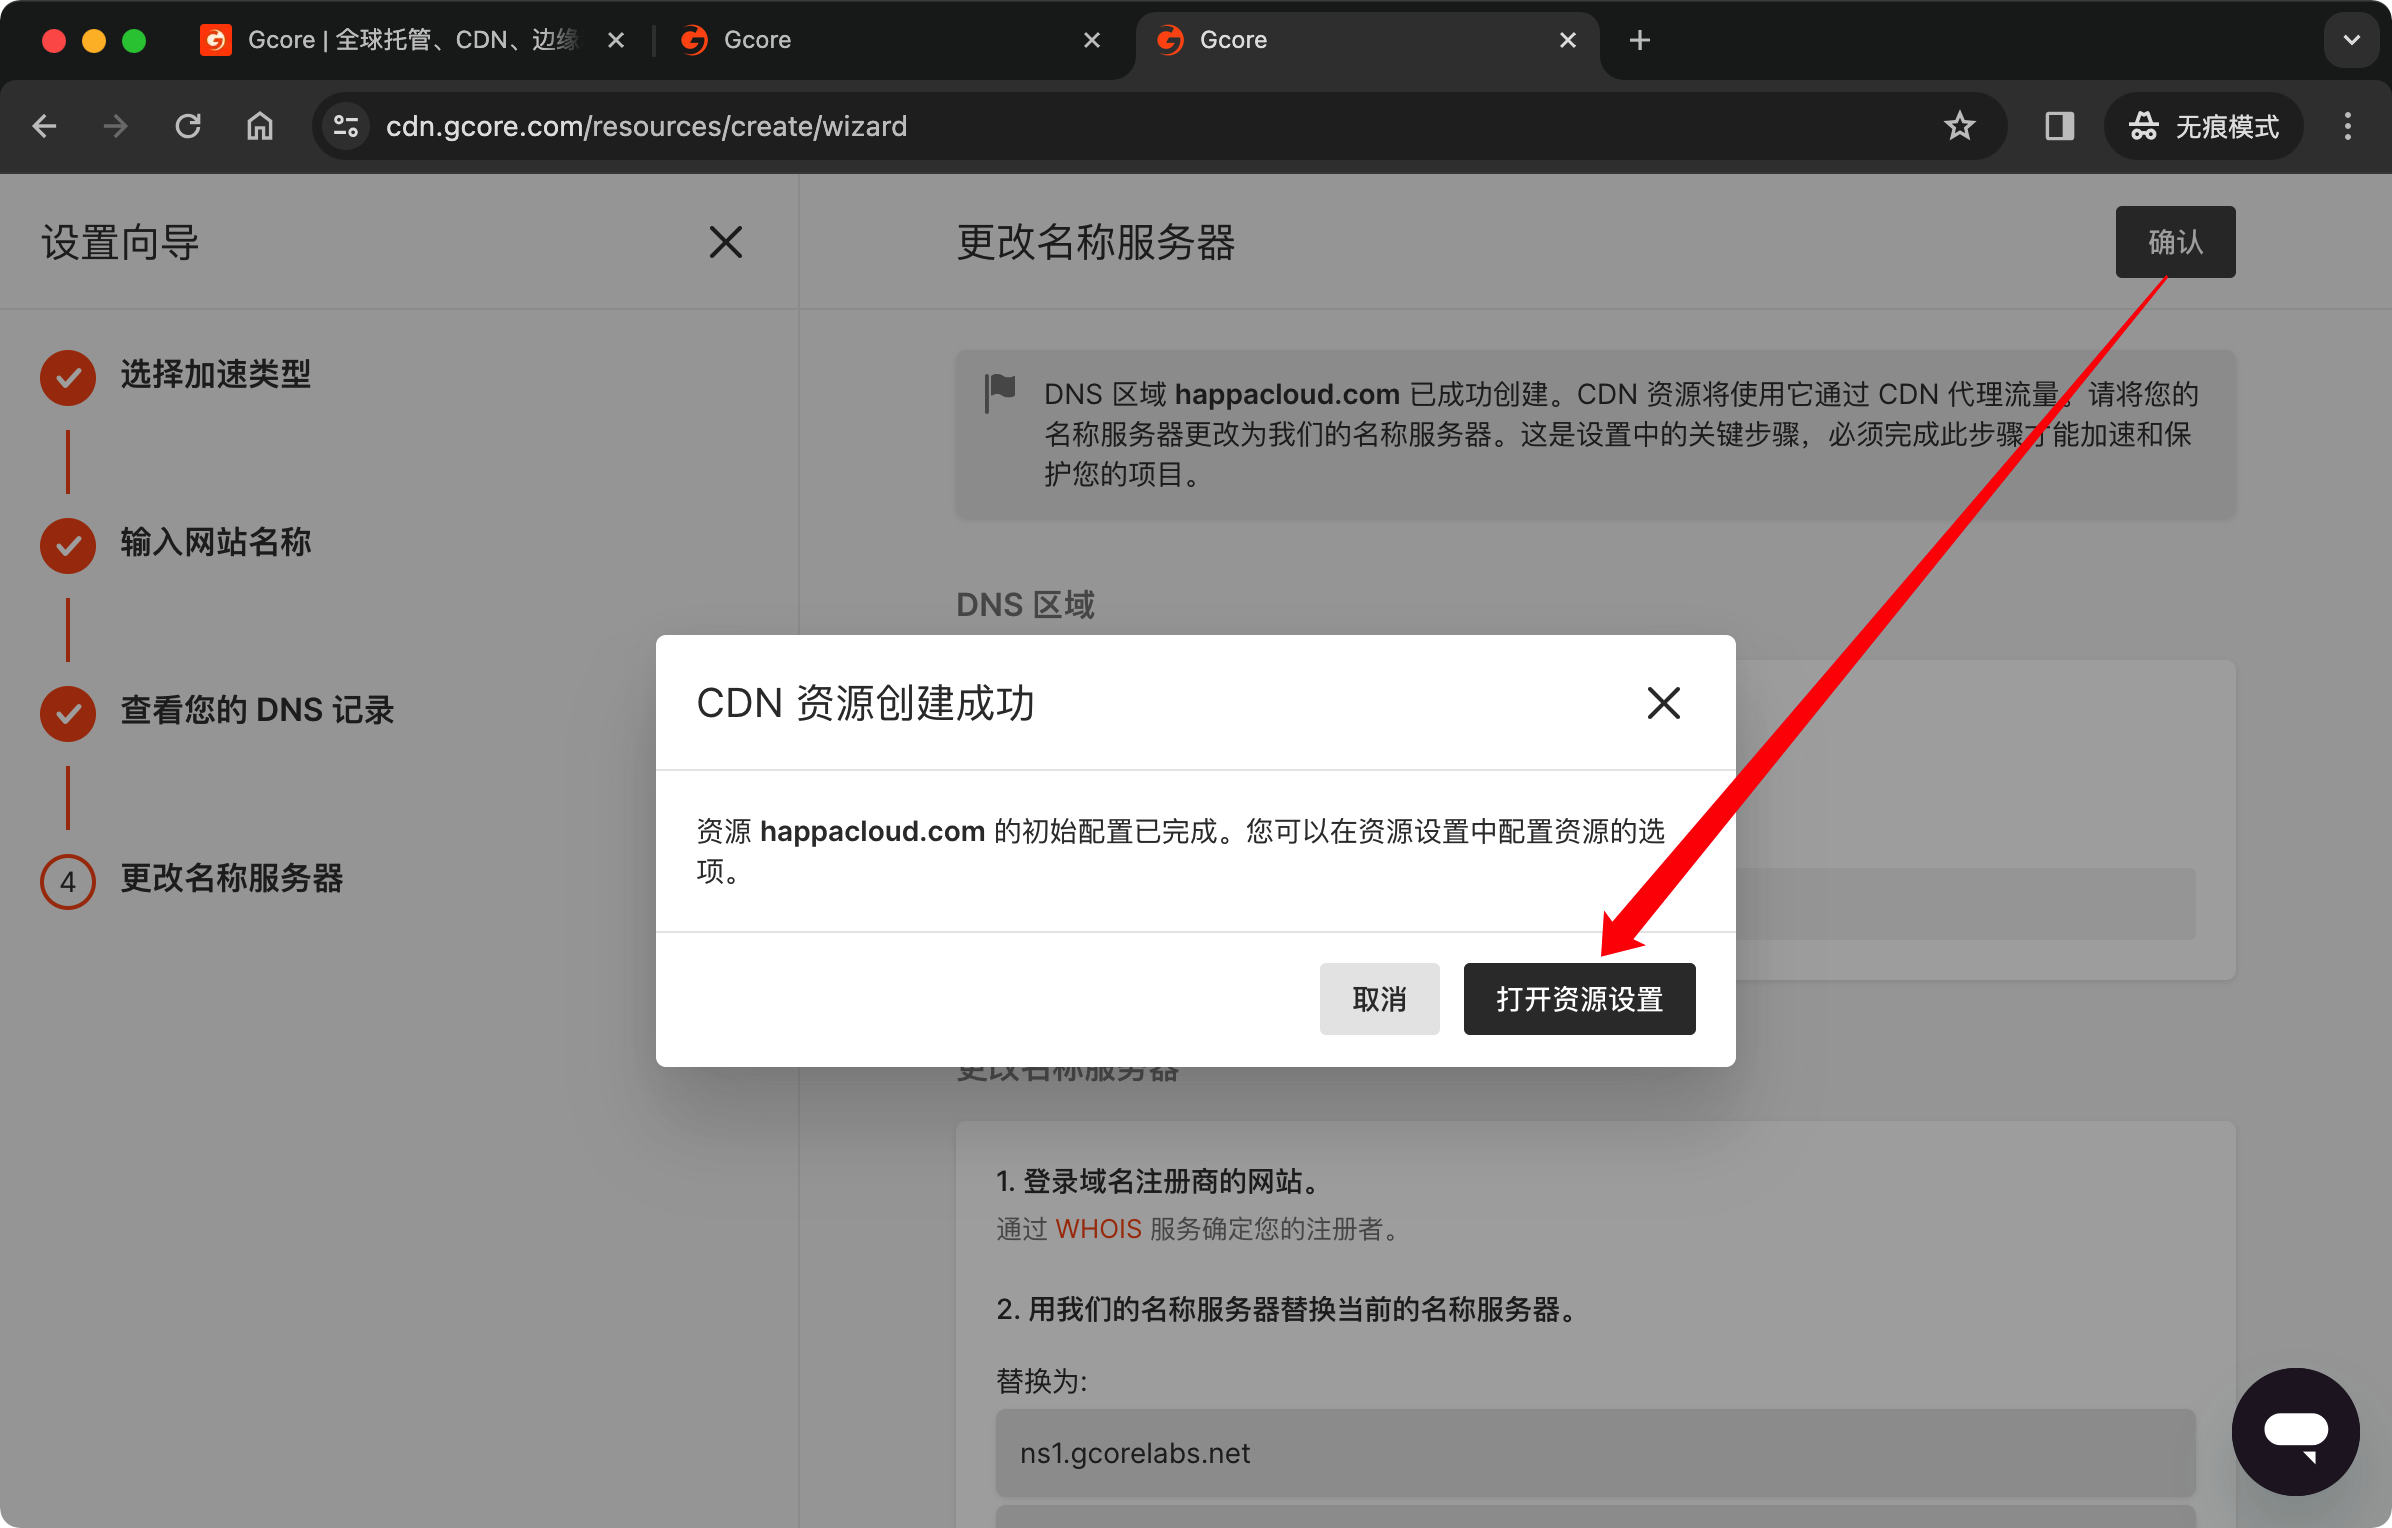 Gcore | 全球托管、CDN、边缘
Gcore
Gcore
cdn.gcore.com/resources/create/wizard
无痕模式
设置向导
选择加速类型
输入网站名称
查看您的 DNS 记录
4
更改名称服务器
更改名称服务器
确认
DNS 区域 happacloud.com 已成功创建。CDN 资源将使用它通过 CDN 代理流量。请将您的
名称服务器更改为我们的名称服务器。这是设置中的关键步骤，必须完成此步骤才能加速和保
护您的项目。
DNS 区域
CDN 资源创建成功
资源 happacloud.com 的初始配置已完成。您可以在资源设置中配置资源的选
项。
取消
打开资源设置
更改名称服务器
1. 登录域名注册商的网站。
通过 WHOIS 服务确定您的注册者。
2. 用我们的名称服务器替换当前的名称服务器。
替换为:
ns1.gcorelabs.net